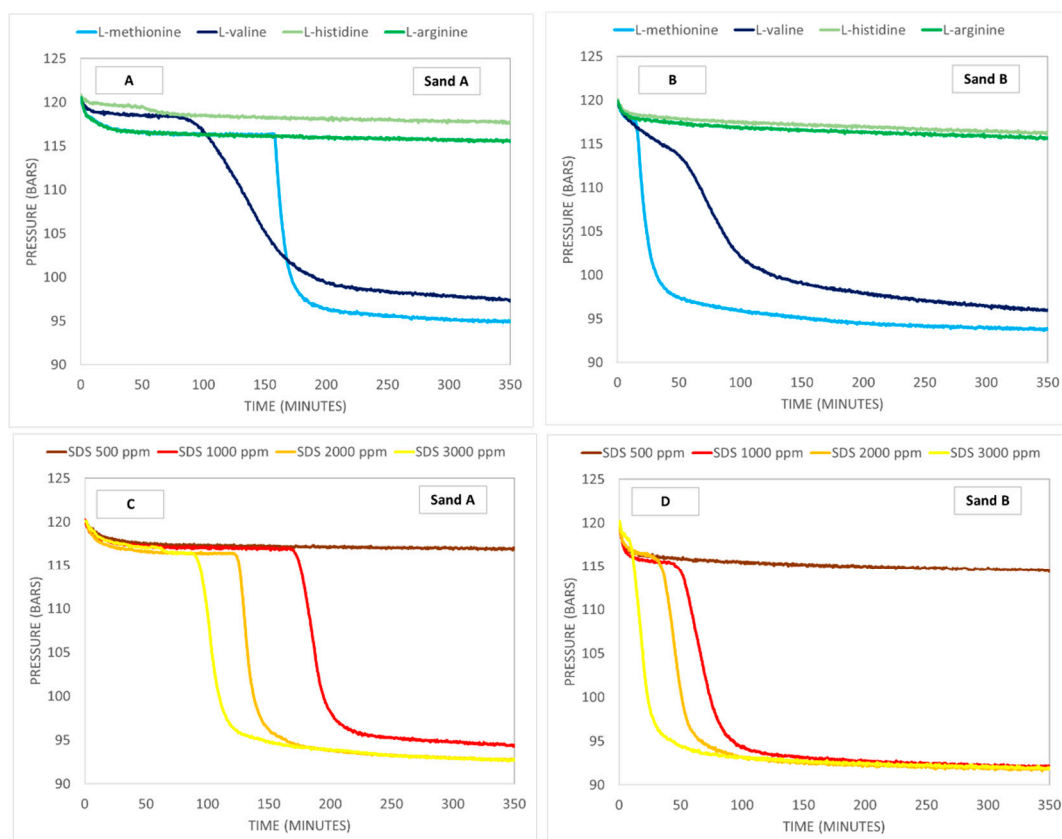 L-methionine L-valine L-histidine L-arginine
125
120
115
110
105
100
95
90
0 50 100 150 200 250 300 350
PRESSURE (BARS)
TIME (MINUTES)
A
Sand A
L-methionine L-valine L-histidine L-arginine
125
120
115
110
105
100
95
90
0 50 100 150 200 250 300 350
PRESSURE (BARS)
TIME (MINUTES)
B
Sand B
SDS 500 ppm SDS 1000 ppm SDS 2000 ppm SDS 3000 ppm
125
120
115
110
105
100
95
90
0 50 100 150 200 250 300 350
PRESSURE (BARS)
TIME (MINUTES)
C
Sand A
SDS 500 ppm SDS 1000 ppm SDS 2000 ppm SDS 3000 ppm
125
120
115
110
105
100
95
90
0 50 100 150 200 250 300 350
PRESSURE (BARS)
TIME (MINUTES)
D
Sand B